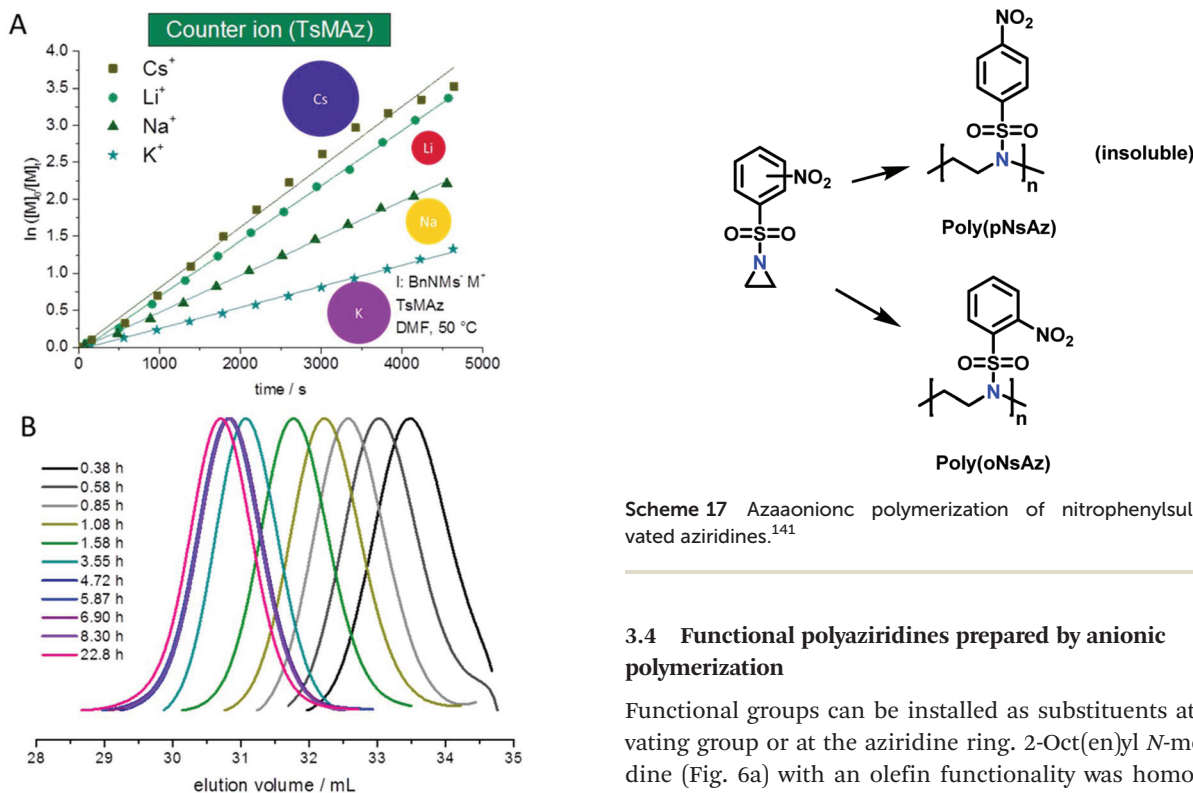 A
Counter ion (TsMAz)
ln ([M]₀/[M]ₜ)
4.0
3.5
3.0
2.5
2.0
1.5
1.0
0.5
0.0
Cs⁺
Li⁺
Na⁺
K⁺
Cs
Li
Na
K
I: BnNMs⁻ M⁺
TsMAz
DMF, 50 °C
0 1000 2000 3000 4000 5000
time / s
B
0.38 h
0.58 h
0.85 h
1.08 h
1.58 h
3.55 h
4.72 h
5.87 h
6.90 h
8.30 h
22.8 h
28 29 30 31 32 33 34 35
elution volume / mL
NO₂
O=S=O
N
n
(insoluble)
Poly(pNsAz)
NO₂
O=S=O
N
NO₂
O=S=O
N
n
Poly(oNsAz)
Scheme 17 Azaaonionc polymerization of nitrophenylsul
vated aziridines.¹⁴¹
3.4 Functional polyaziridines prepared by anionic
polymerization
Functional groups can be installed as substituents at
vating group or at the aziridine ring. 2-Oct(en)yl N-me
dine (Fig. 6a) with an olefin functionality was homo